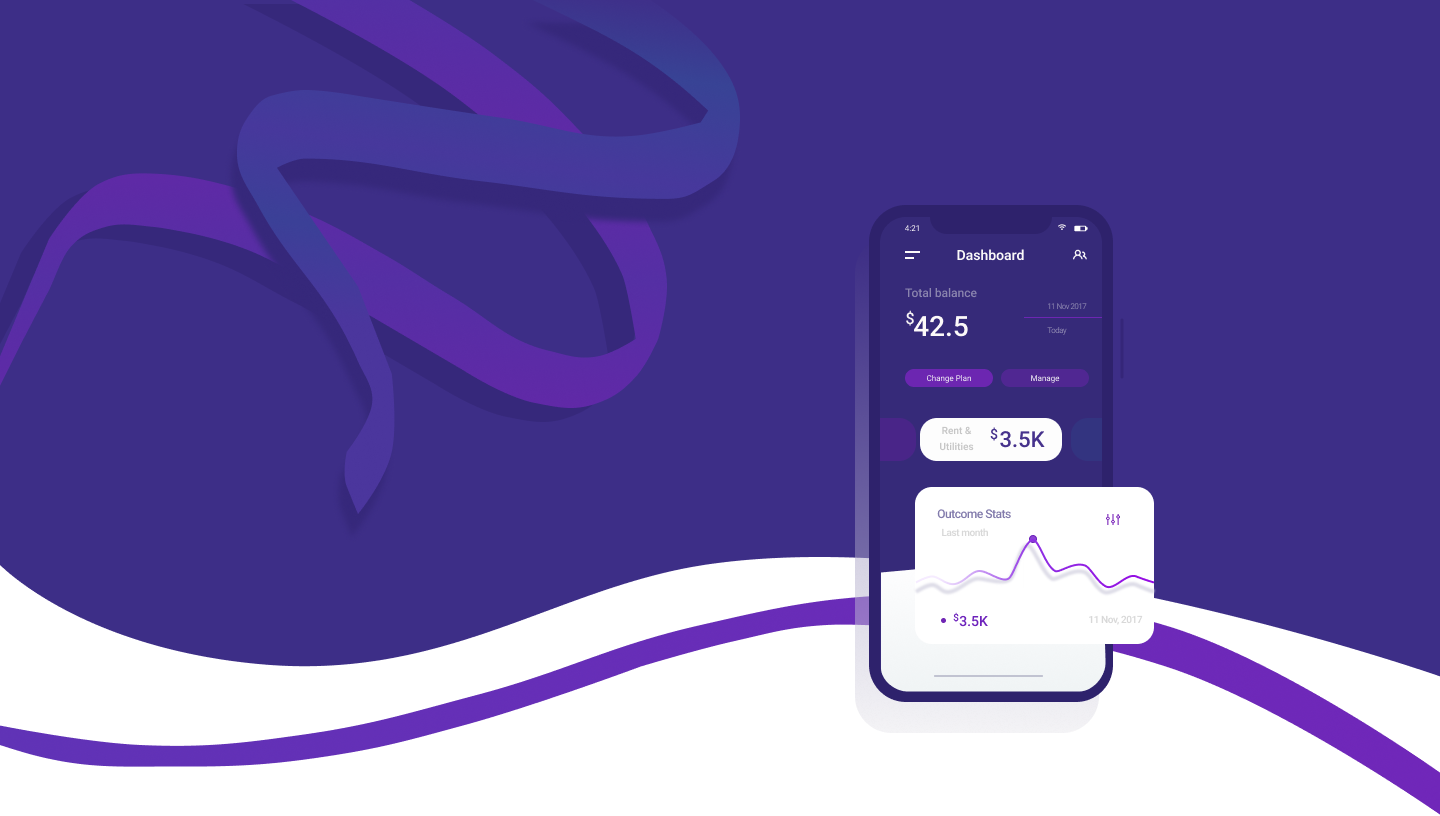 4:21
Dashboard
Total balance
11 Nov 2017
$42.5
Today
Change Plan
Manage
Rent &
Utilities
$3.5K
Outcome Stats
Last month
$3.5K
11 Nov, 2017